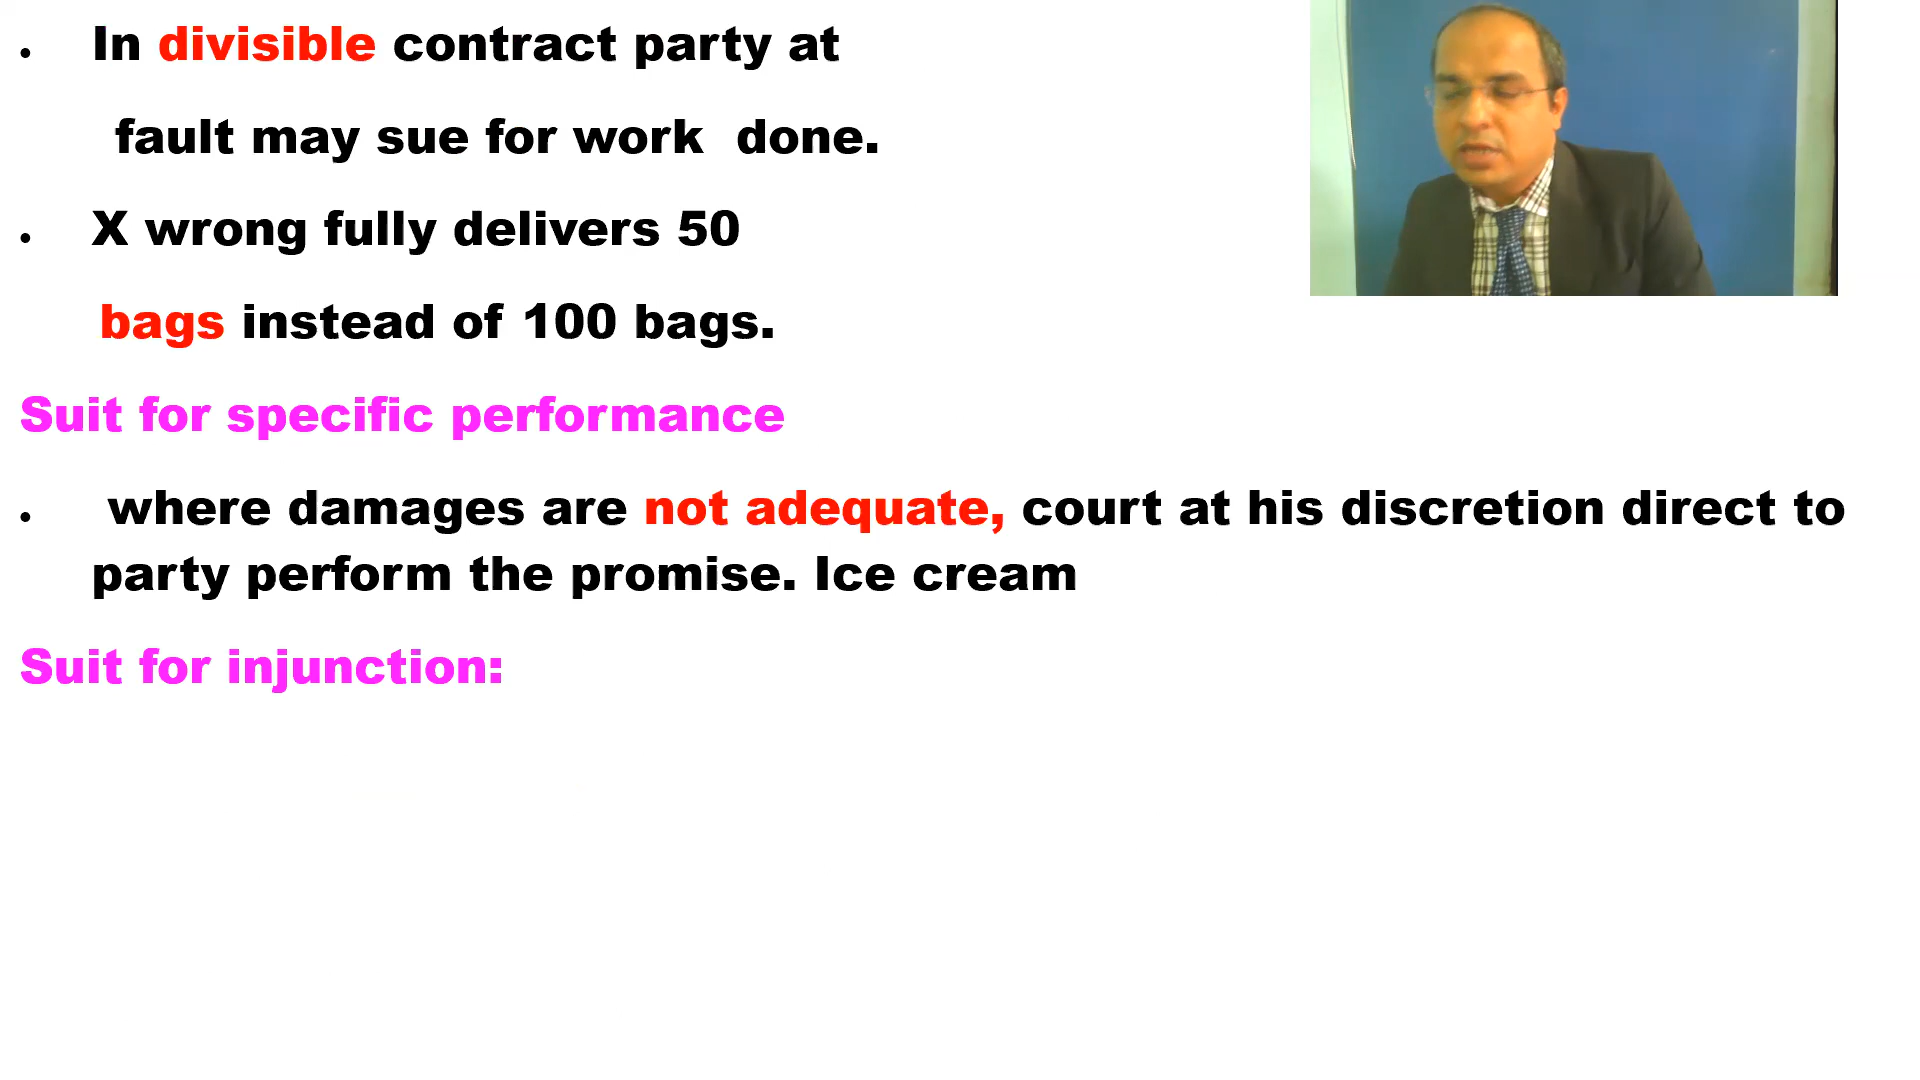 In divisible contract party at
fault may sue for work done.
X wrong fully delivers 50
bags instead of 100 bags.
Suit for specific performance
where damages are not adequate, court at his discretion direct to
party perform the promise. Ice cream
Suit for injunction: